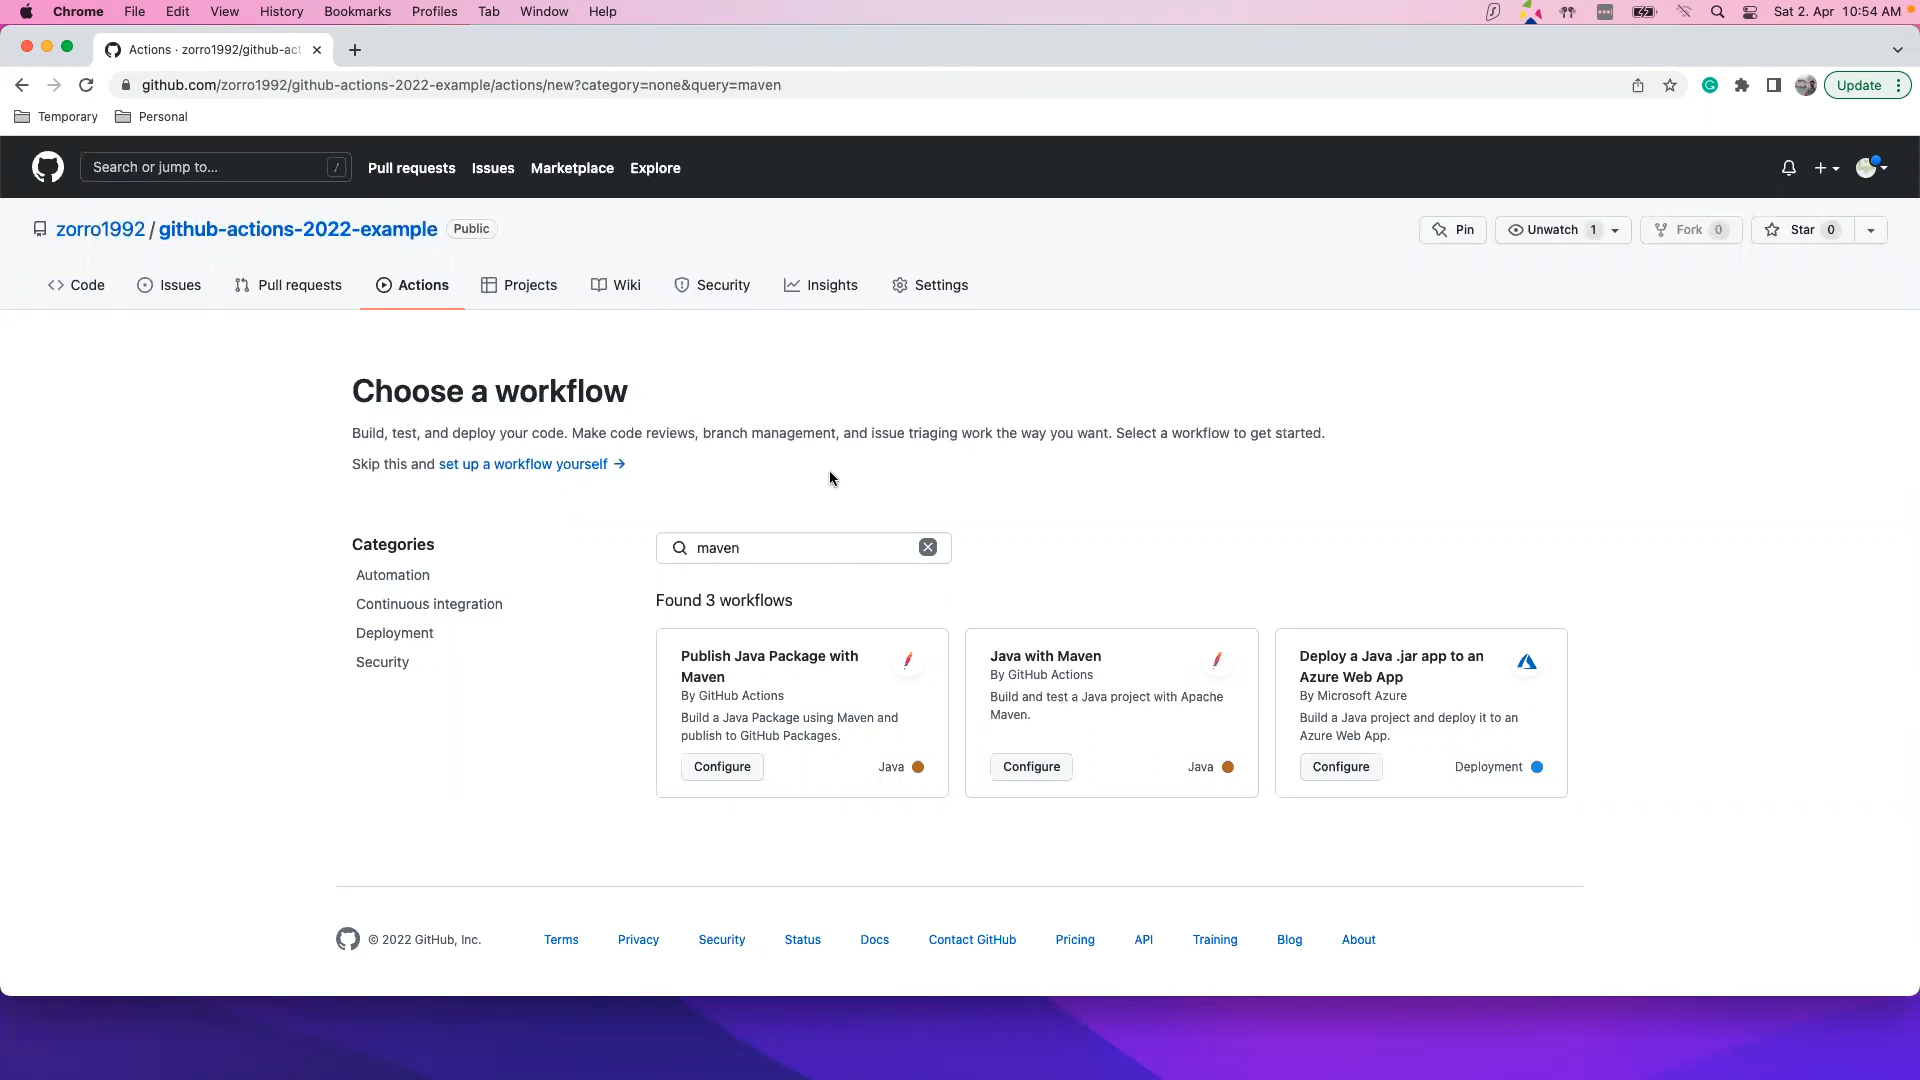 Chrome File Edit View History Bookmarks Profiles Tab Window Help Sat 2. Apr 10:54 AM
Actions · zorro1992/github-act
github.com/zorro1992/github-actions-2022-example/actions/new?category=none&query=maven Update
Temporary Personal
Search or jump to... / Pull requests Issues Marketplace Explore
zorro1992 / github-actions-2022-example Public Pin Unwatch 1 Fork 0 Star 0
Code Issues Pull requests Actions Projects Wiki Security Insights Settings
Choose a workflow
Build, test, and deploy your code. Make code reviews, branch management, and issue triaging work the way you want. Select a workflow to get started.
Skip this and set up a workflow yourself →
Categories
Automation
Continuous integration
Deployment
Security
maven
Found 3 workflows
Publish Java Package with
Maven
By GitHub Actions
Build a Java Package using Maven and
publish to GitHub Packages.
Configure Java
Java with Maven
By GitHub Actions
Build and test a Java project with Apache
Maven.
Configure Java
Deploy a Java .jar app to an
Azure Web App
By Microsoft Azure
Build a Java project and deploy it to an
Azure Web App.
Configure Deployment
© 2022 GitHub, Inc. Terms Privacy Security Status Docs Contact GitHub Pricing API Training Blog About